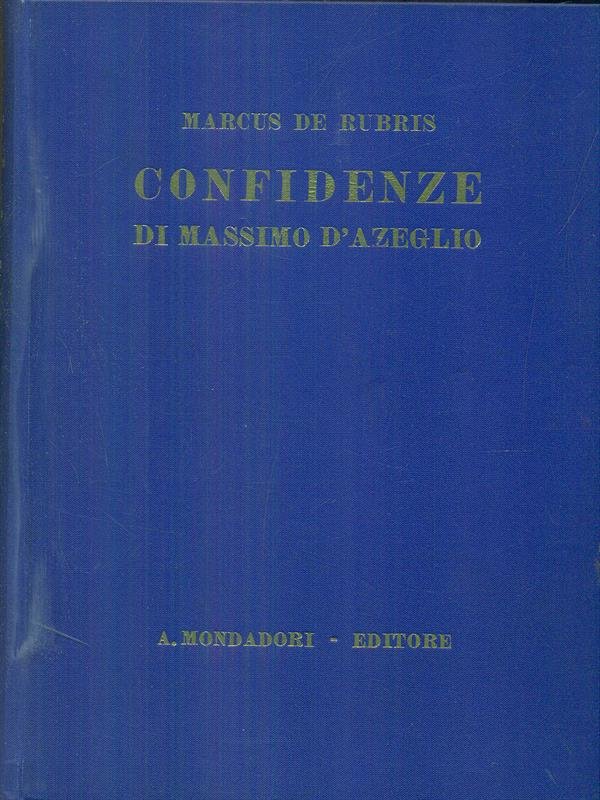 MARCUS DE RUBRIS
CONFIDENZE
DI MASSIMO D'AZEGLIO
A. MONDADORI - EDITORE